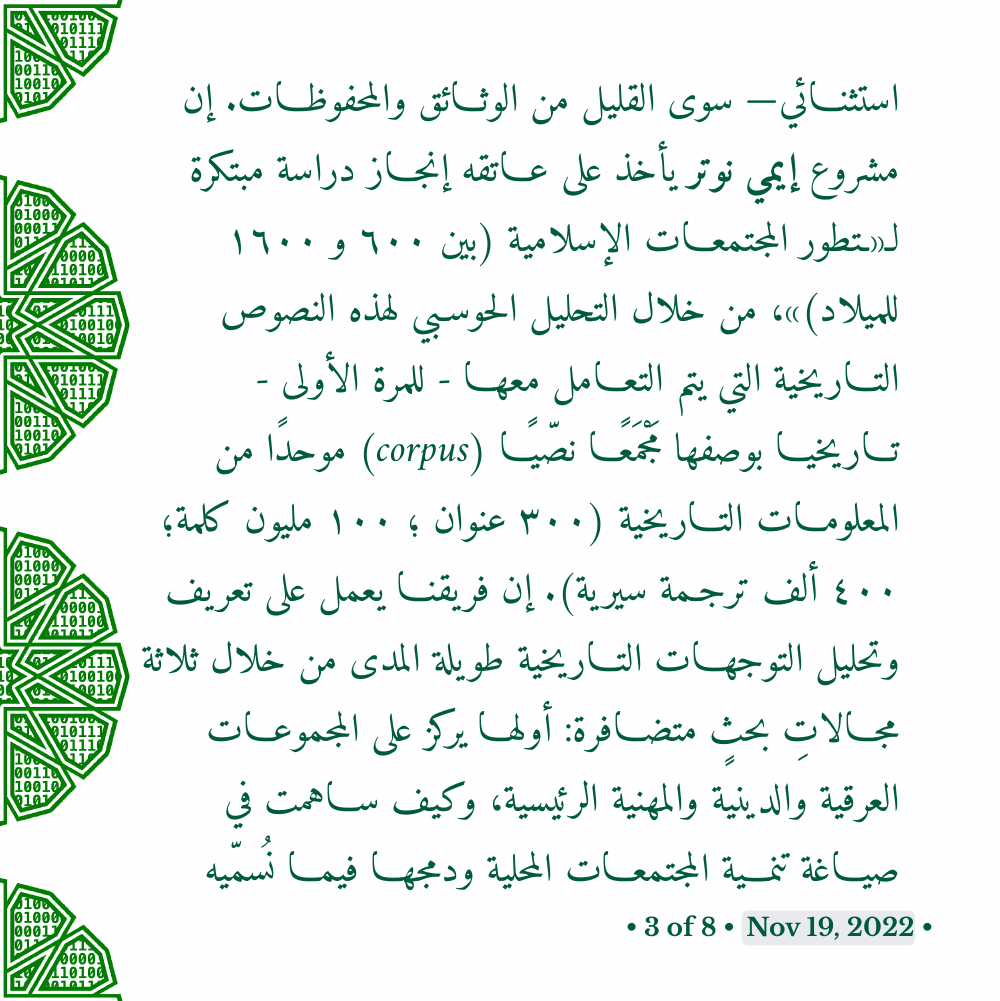 استثنائي— سوى القليل من الوثائق والمحفوظات. إن
مشروع إيمي نوتر يأخذ على عاتقه إنجاز دراسة مبتكرة
لـ«ـتطور المجتمعات الإسلامية (بين ٦٠٠ و ١٦٠٠
للميلاد)»، من خلال التحليل الحوسبي لهذه النصوص
التاريخية التي يتم التعامل معها - للمرة الأولى -
تاريخيا بوصفها مَجْمَعًا نصّيًا (corpus) موحدًا من
المعلومات التاريخية (٣٠٠ عنوان ؛ ١٠٠ مليون كلمة؛
٤٠٠ ألف ترجمة سيرية). إن فريقنا يعمل على تعريف
وتحليل التوجهات التاريخية طويلة المدى من خلال ثلاثة
مجالاتِ بحثٍ متضافرة: أولها يركز على المجموعات
العرقية والدينية والمهنية الرئيسية، وكيف ساهمت في
صياغة تنمية المجتمعات المحلية ودمجها فيما نُسمّيه
• 3 of 8 • Nov 19, 2022 •